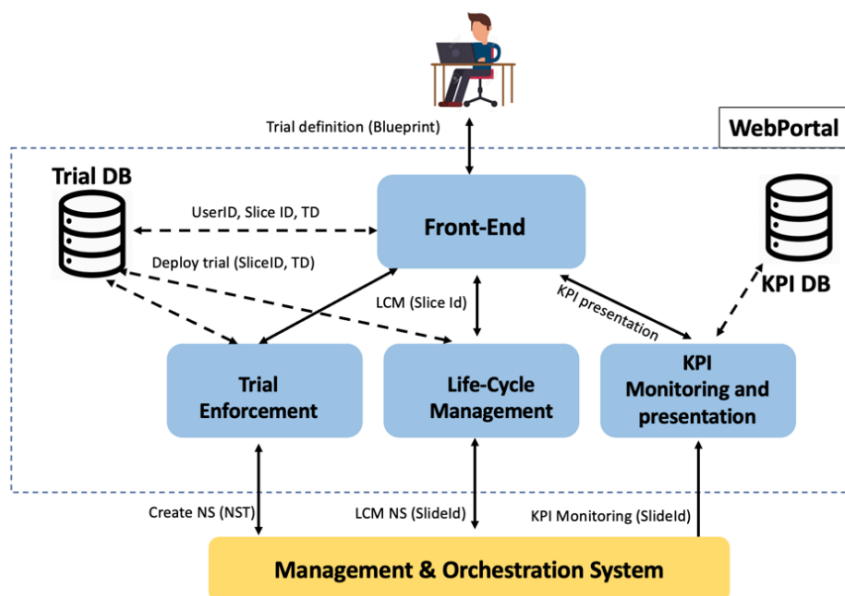 Trial definition (Blueprint)
WebPortal
Trial DB
UserID, Slice ID, TD
Front-End
KPI DB
Deploy trial (SliceID, TD)
LCM (Slice Id)
KPI presentation
Trial
Enforcement
Life-Cycle
Management
KPI
Monitoring and
presentation
Create NS (NST)
LCM NS (SlideId)
KPI Monitoring (SlideId)
Management & Orchestration System